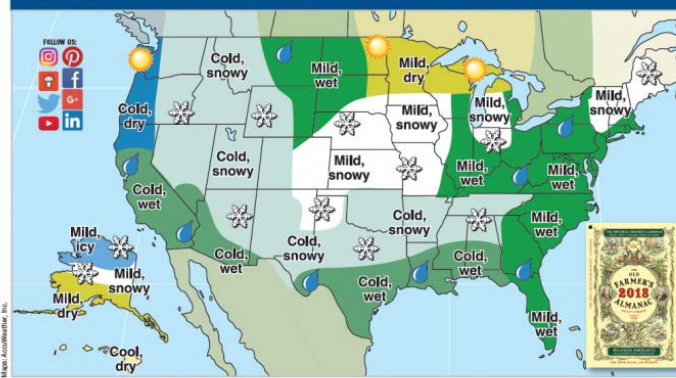 FOLLOW US:
Cold,
snowy
Mild,
wet
Mild,
dry
Cold,
dry
Mild,
snowy
Mild,
snowy
Mild,
snowy
Cold,
snowy
Mild,
snowy
Mild,
wet
Mild,
wet
Cold,
wet
Mild,
wet
Cold,
snowy
Mild,
icy
Cold,
snowy
Cold,
wet
Mild,
snowy
Cold,
wet
Cold,
wet
Mild,
dry
Mild,
wet
Cool,
dry
Maps: AccuWeather, Inc.
THE
OLD
FARMER'S
2018
ALMANAC